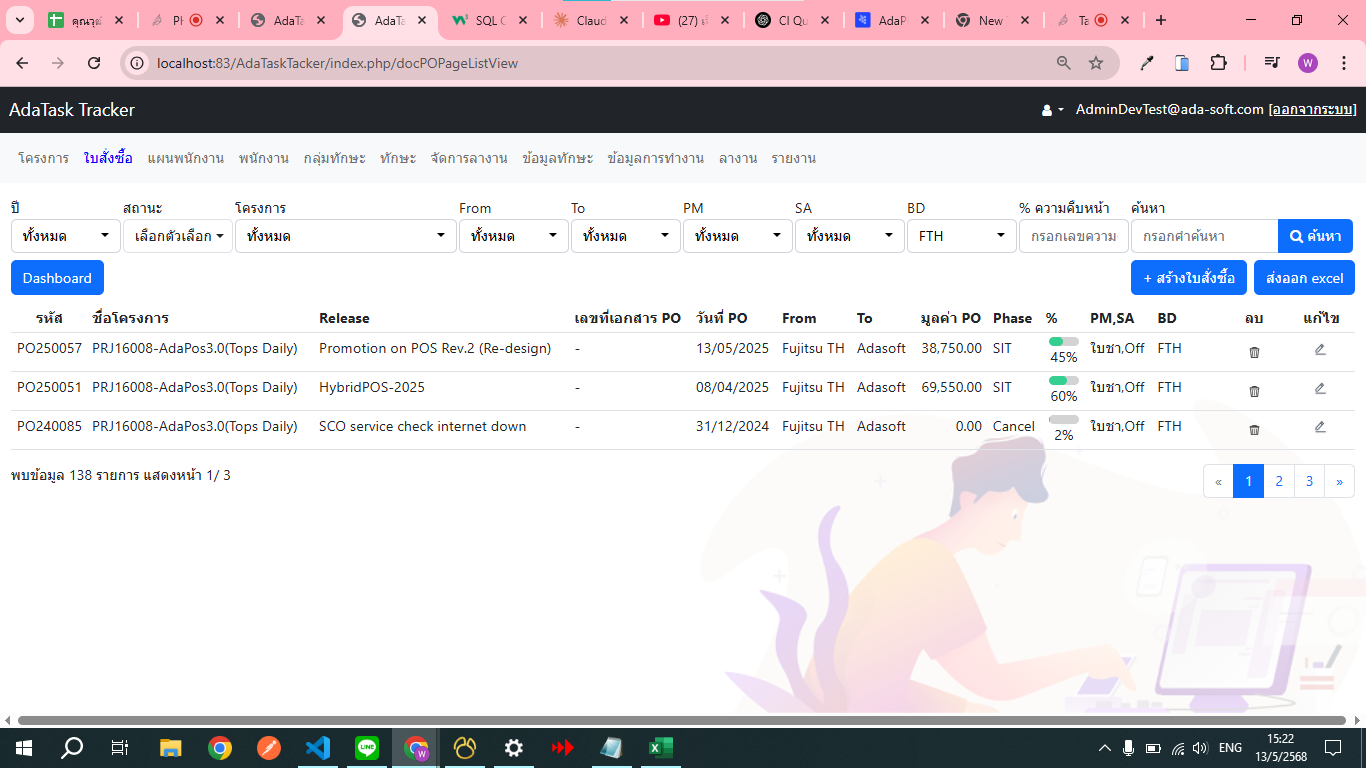 คุณวุฒ
Pl
AdaTa
AdaTa
SQL C
Claud
(27) เ
CI Qu
AdaP
New
Ta
localhost:83/AdaTaskTacker/index.php/docPOPageListView
W
AdaTask Tracker
AdminDevTest@ada-soft.com [ออกจากระบบ]
โครงการ ใบสั่งซื้อ แผนพนักงาน พนักงาน กลุ่มทักษะ ทักษะ จัดการลางาน ข้อมูลทักษะ ข้อมูลการทำงาน ลางาน รายงาน
ปี สถานะ โครงการ From To PM SA BD % ความคืบหน้า ค้นหา
ทั้งหมด เลือกตัวเลือก ทั้งหมด ทั้งหมด ทั้งหมด ทั้งหมด ทั้งหมด FTH กรอกเลขความ กรอกคำค้นหา ค้นหา
Dashboard + สร้างใบสั่งซื้อ ส่งออก excel
รหัส ชื่อโครงการ Release เลขที่เอกสาร PO วันที่ PO From To มูลค่า PO Phase % PM,SA BD ลบ แก้ไข
PO250057 PRJ16008-AdaPos3.0(Tops Daily) Promotion on POS Rev.2 (Re-design) - 13/05/2025 Fujitsu TH Adasoft 38,750.00 SIT 45% ใบชา,Off FTH
PO250051 PRJ16008-AdaPos3.0(Tops Daily) HybridPOS-2025 - 08/04/2025 Fujitsu TH Adasoft 69,550.00 SIT 60% ใบชา,Off FTH
PO240085 PRJ16008-AdaPos3.0(Tops Daily) SCO service check internet down - 31/12/2024 Fujitsu TH Adasoft 0.00 Cancel 2% ใบชา,Off FTH
พบข้อมูล 138 รายการ แสดงหน้า 1/ 3
« 1 2 3 »
ENG
15:22
13/5/2568